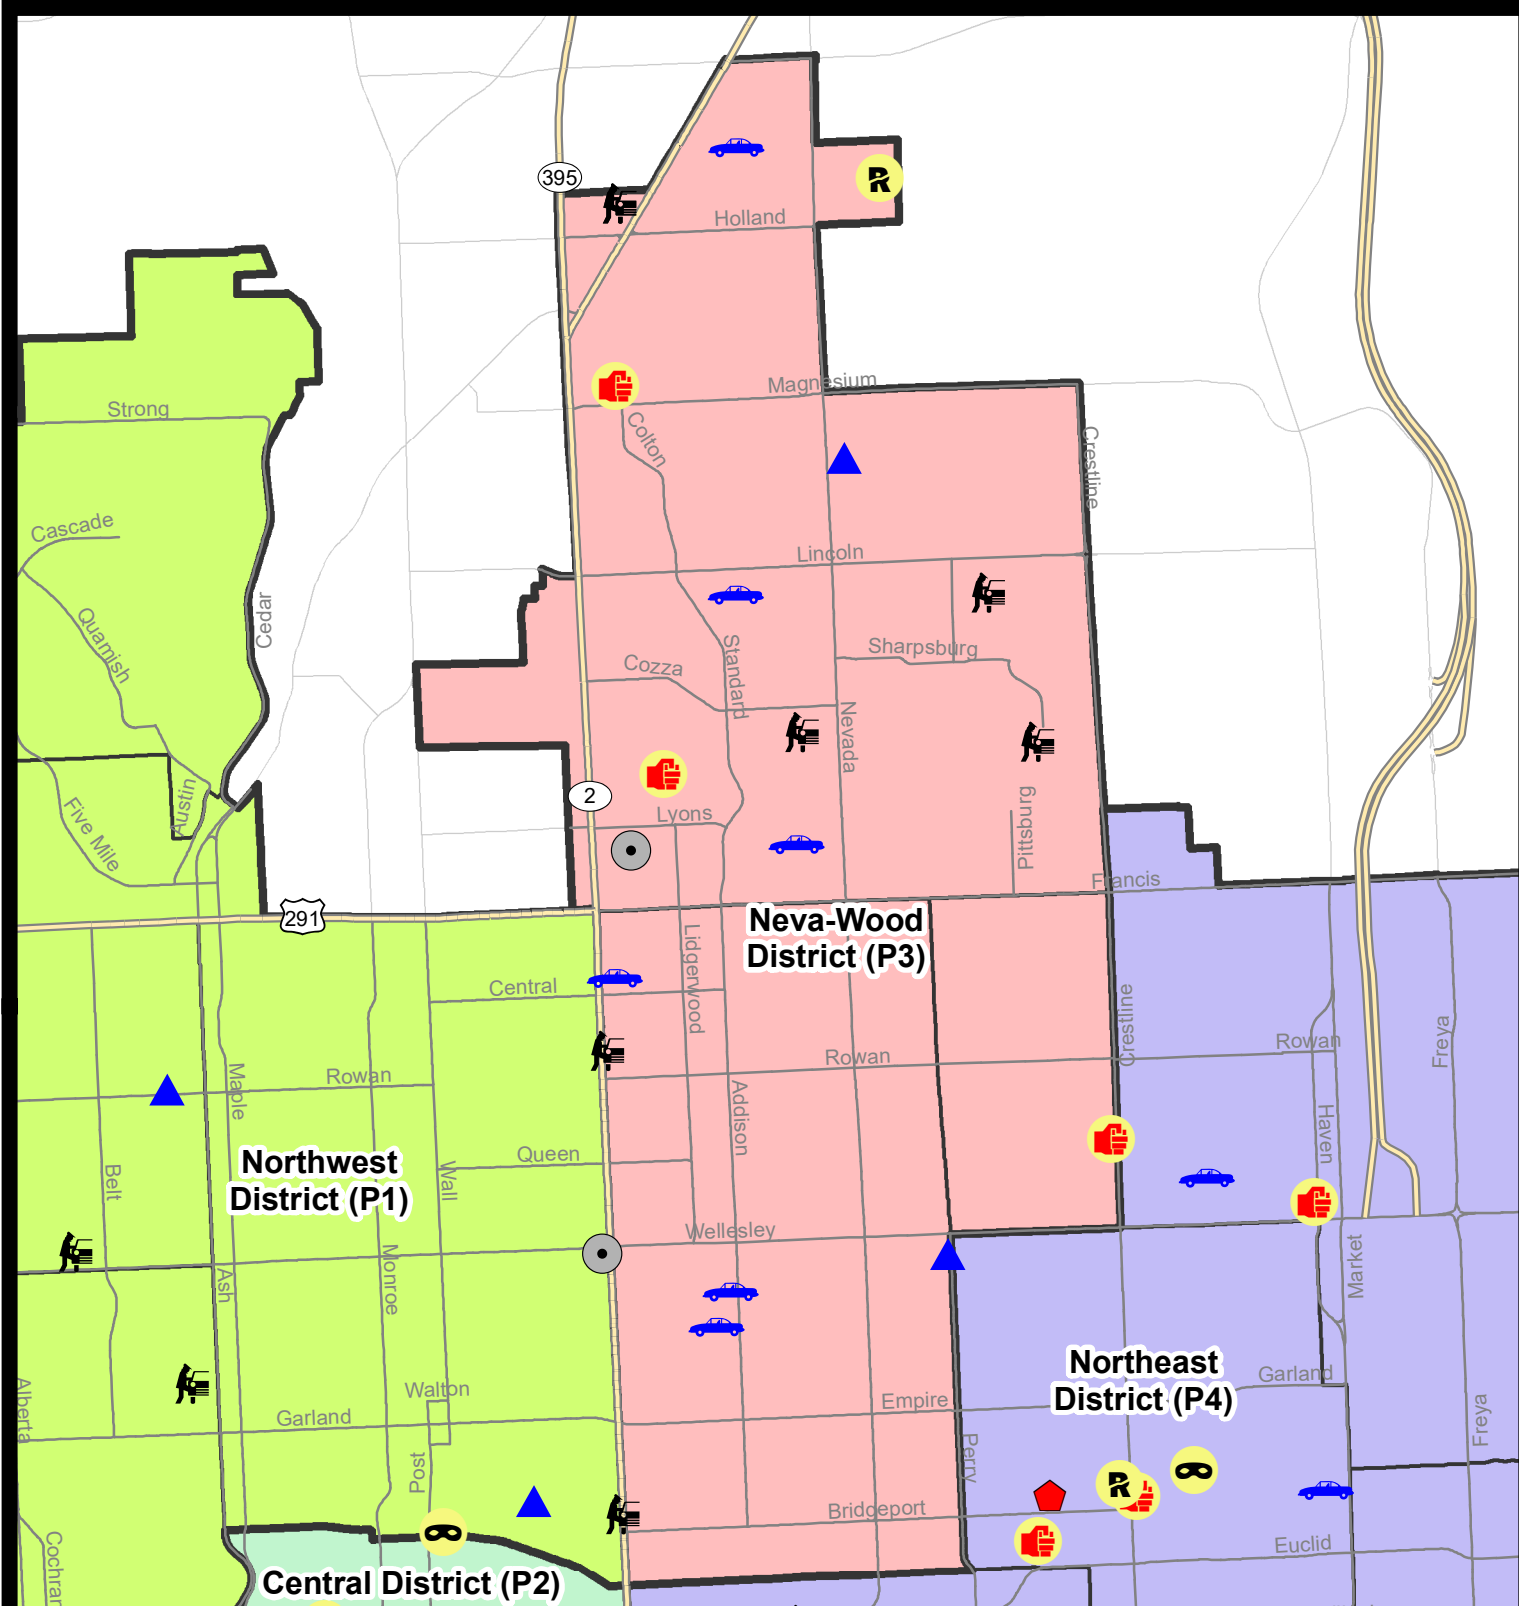 395
R
Holland
Magnesium
Strong
Colton
Crestline
Cascade
Lincoln
Quamish
Cedar
Sharpsburg
Cozza
Standard
Nevada
2
Lyons
Five Mile
Austin
Pittsburg
Francis
291
Neva-Wood
District (P3)
Lidgerwood
Central
Crestline
Freya
Rowan
Rowan
Rowan
Maple
Addison
Haven
Queen
Northwest
District (P1)
Belt
Wall
Wellesley
Market
Ash
Monroe
Northeast
District (P4)
Garland
Walton
Empire
Alberta
Garland
Freya
Post
Perry
R
Bridgeport
Euclid
Cochran
Central District (P2)